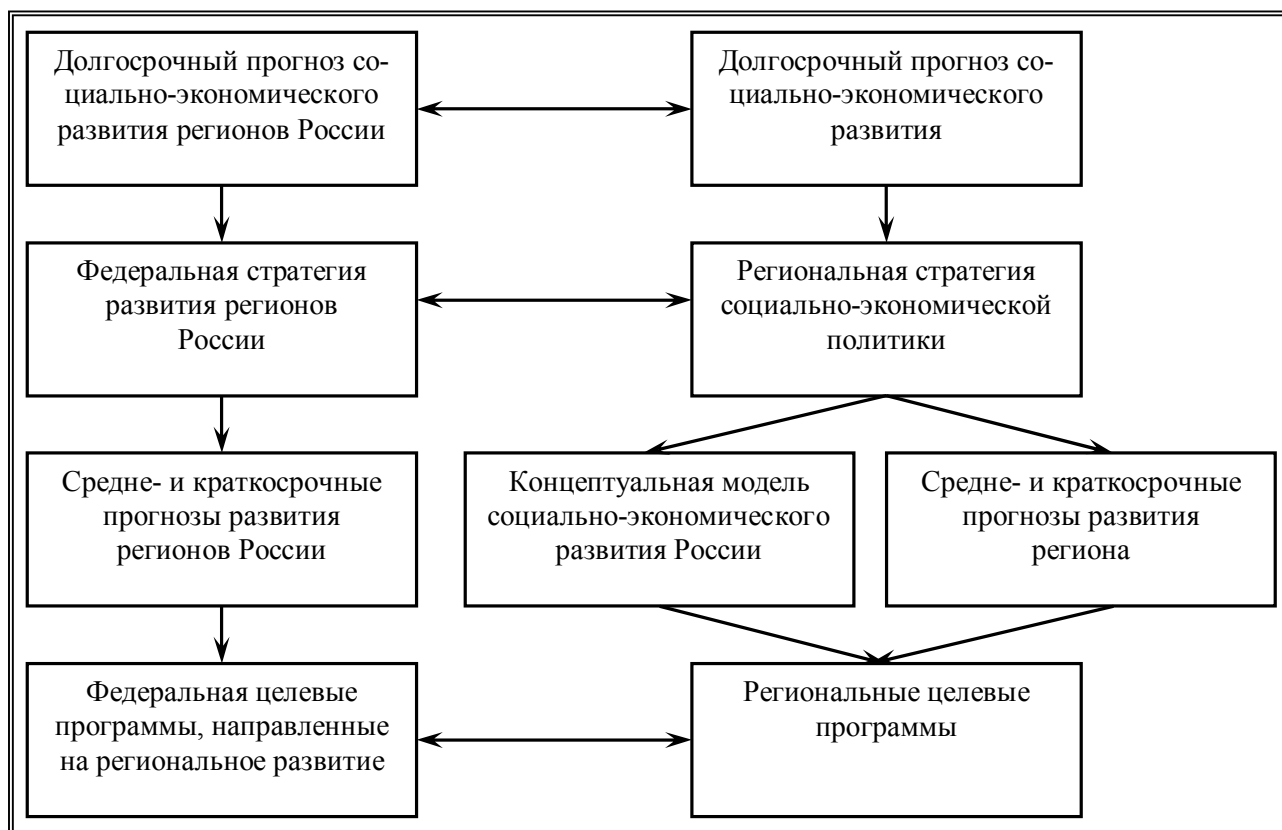 Долгосрочный прогноз со-
циально-экономического
развития регионов России
Долгосрочный прогноз со-
циально-экономического
развития
Федеральная стратегия
развития регионов
России
Региональная стратегия
социально-экономической
политики
Средне- и краткосрочные
прогнозы развития
регионов России
Концептуальная модель
социально-экономического
развития России
Средне- и краткосрочные
прогнозы развития
региона
Федеральная целевые
программы, направленные
на региональное развитие
Региональные целевые
программы